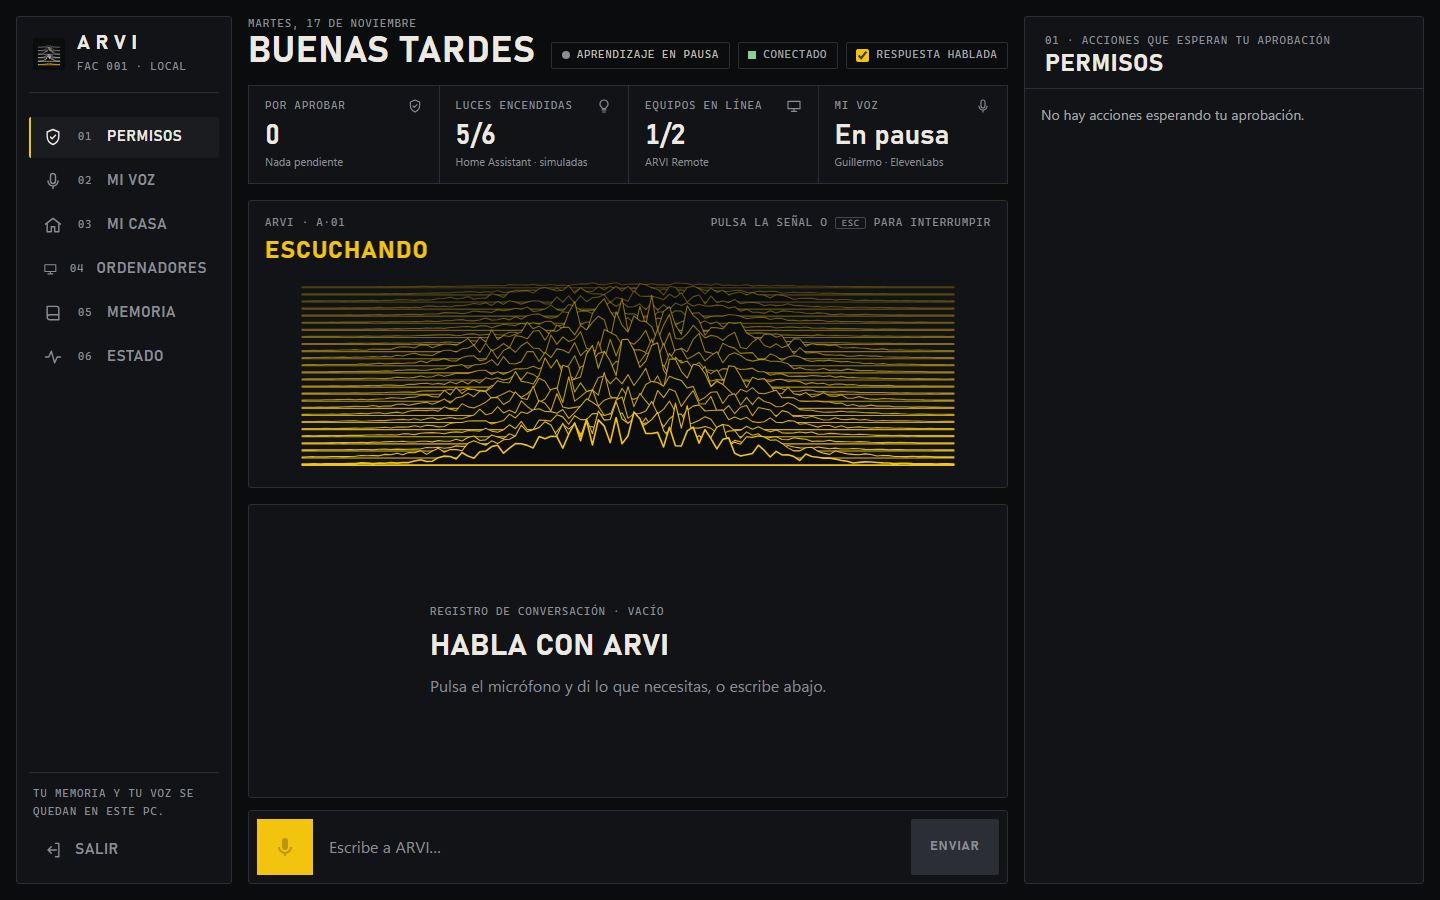 ARVI
FAC 001 · LOCAL
01 PERMISOS
02 MI VOZ
03 MI CASA
04 ORDENADORES
05 MEMORIA
06 ESTADO
TU MEMORIA Y TU VOZ SE
QUEDAN EN ESTE PC.
SALIR
MARTES, 17 DE NOVIEMBRE
BUENAS TARDES
APRENDIZAJE EN PAUSA
CONECTADO
RESPUESTA HABLADA
POR APROBAR
0
Nada pendiente
LUCES ENCENDIDAS
5/6
Home Assistant · simuladas
EQUIPOS EN LÍNEA
1/2
ARVI Remote
MI VOZ
En pausa
Guillermo · ElevenLabs
ARVI · A·01
PULSA LA SEÑAL O ESC PARA INTERRUMPIR
ESCUCHANDO
REGISTRO DE CONVERSACIÓN · VACÍO
HABLA CON ARVI
Pulsa el micrófono y di lo que necesitas, o escribe abajo.
Escribe a ARVI...
ENVIAR
01 · ACCIONES QUE ESPERAN TU APROBACIÓN
PERMISOS
No hay acciones esperando tu aprobación.